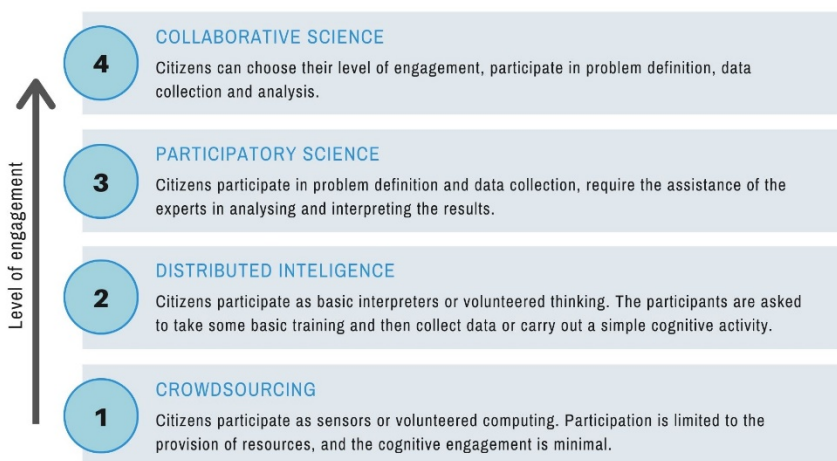 4
COLLABORATIVE SCIENCE
Citizens can choose their level of engagement, participate in problem definition, data
collection and analysis.
3
PARTICIPATORY SCIENCE
Citizens participate in problem definition and data collection, require the assistance of the
experts in analysing and interpreting the results.
2
DISTRIBUTED INTELIGENCE
Citizens participate as basic interpreters or volunteered thinking. The participants are asked
to take some basic training and then collect data or carry out a simple cognitive activity.
1
CROWDSOURCING
Citizens participate as sensors or volunteered computing. Participation is limited to the
provision of resources, and the cognitive engagement is minimal.
Level of engagement